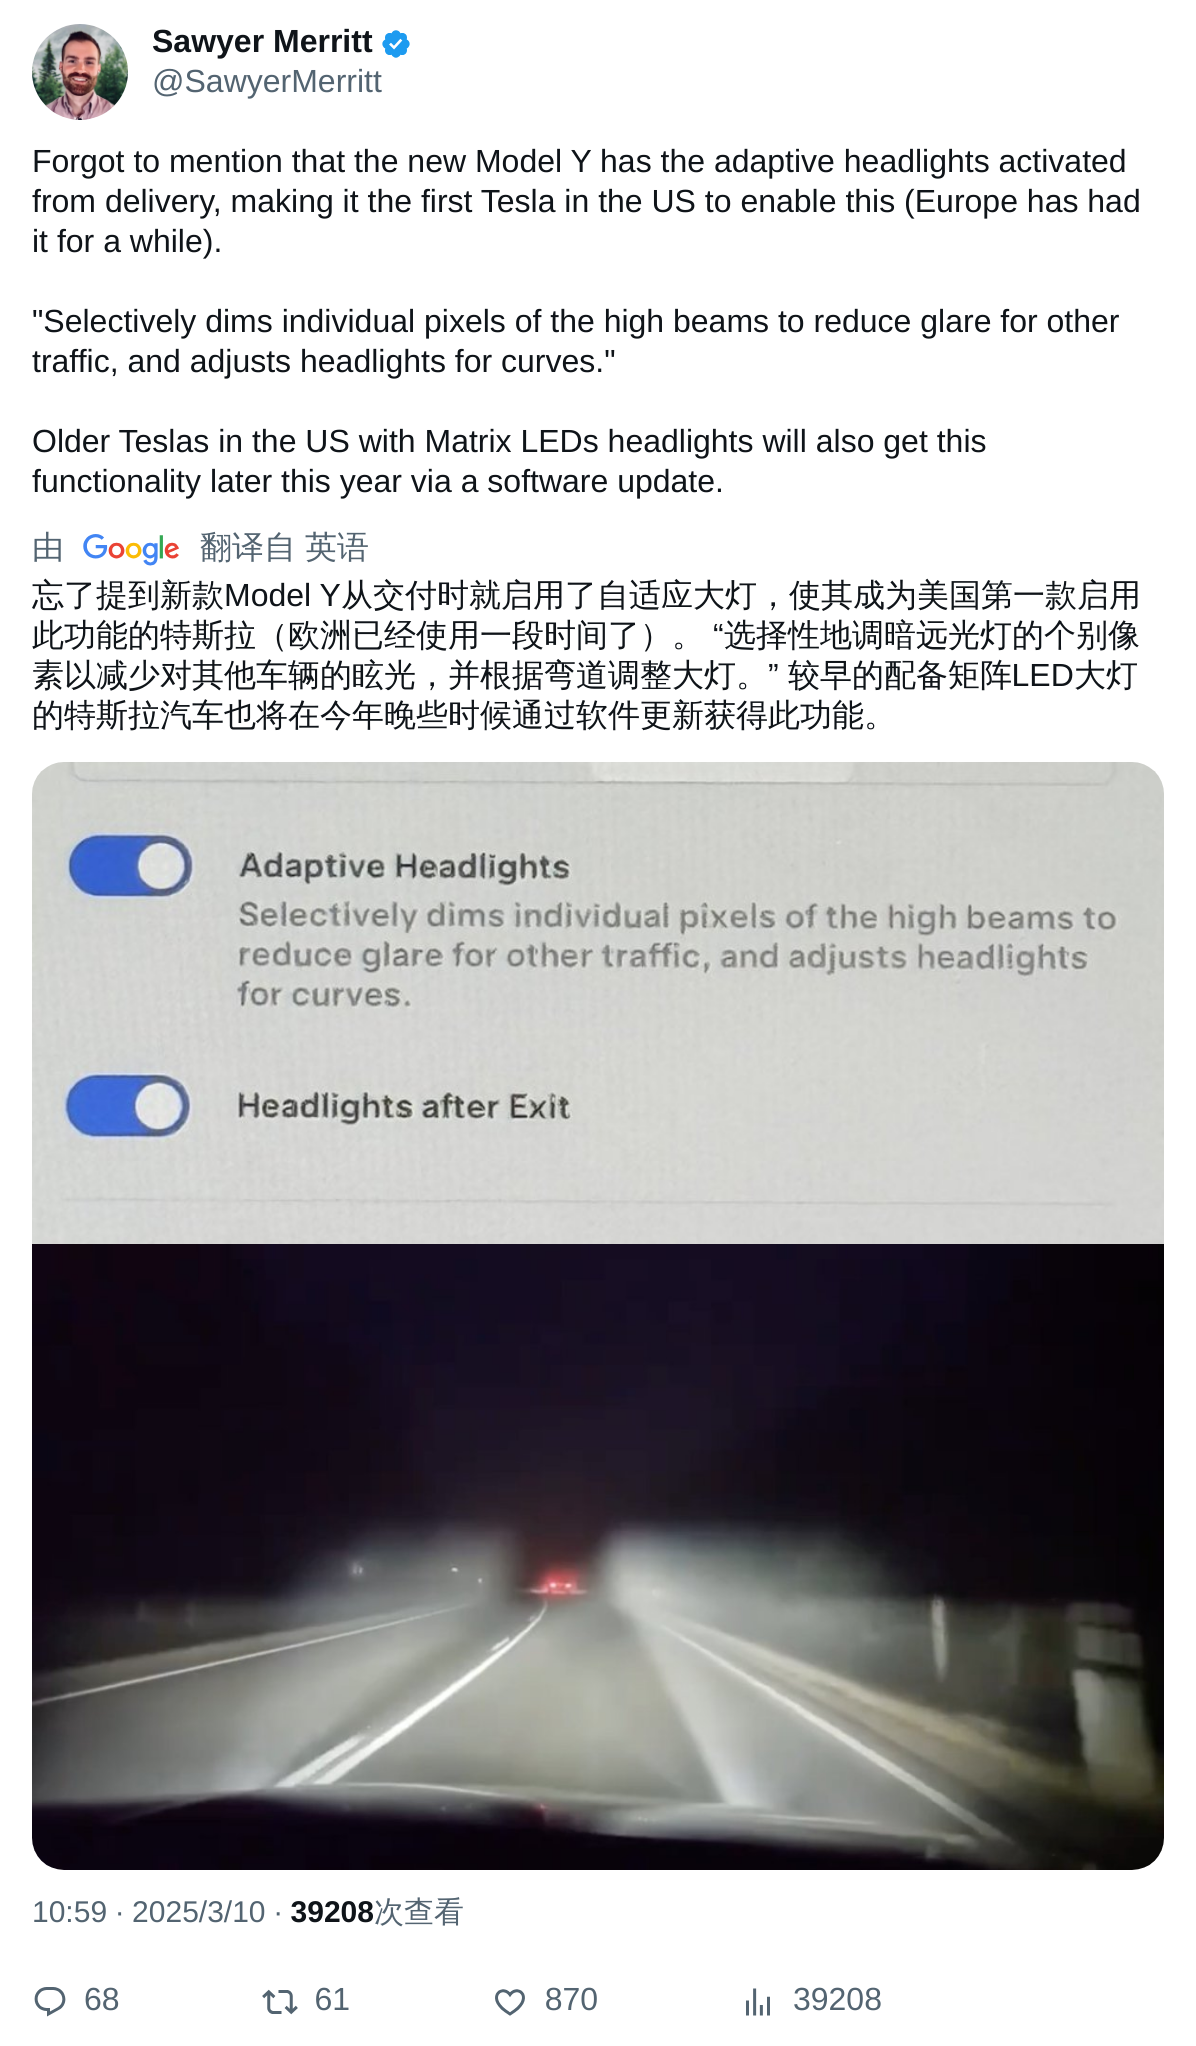 Sawyer Merritt
@SawyerMerritt
Forgot to mention that the new Model Y has the adaptive headlights activated
from delivery, making it the first Tesla in the US to enable this (Europe has had
it for a while).
"Selectively dims individual pixels of the high beams to reduce glare for other
traffic, and adjusts headlights for curves."
Older Teslas in the US with Matrix LEDs headlights will also get this
functionality later this year via a software update.
由 Google 翻译自 英语
忘了提到新款Model Y从交付时就启用了自适应大灯，使其成为美国第一款启用
此功能的特斯拉（欧洲已经使用一段时间了）。 “选择性地调暗远光灯的个别像
素以减少对其他车辆的眩光，并根据弯道调整大灯。” 较早的配备矩阵LED大灯
的特斯拉汽车也将在今年晚些时候通过软件更新获得此功能。
Adaptive Headlights
Selectively dims individual pixels of the high beams to
reduce glare for other traffic, and adjusts headlights
for curves.
Headlights after Exit
10:59 · 2025/3/10 · 39208次查看
68 61 870 39208